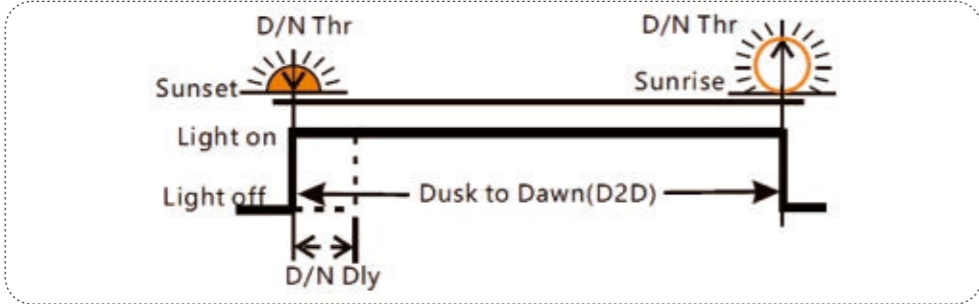 D/N Thr
D/N Thr
Sunset
Sunrise
Light on
Light off
Dusk to Dawn(D2D)
D/N Dly